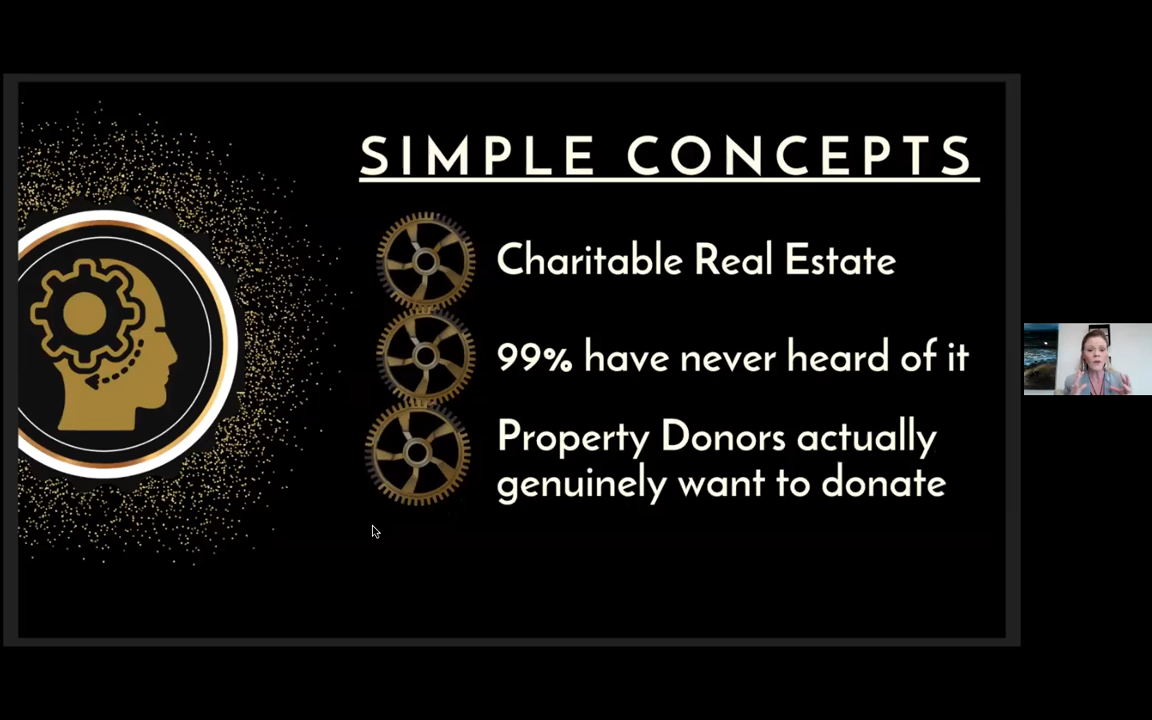 SIMPLE CONCEPTS
Charitable Real Estate
99% have never heard of it
Property Donors actually
genuinely want to donate